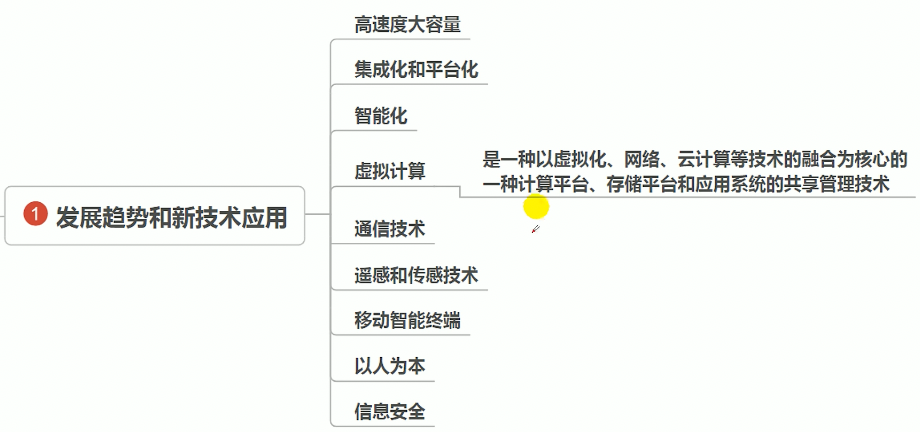 高速度大容量
集成化和平台化
智能化
虚拟计算
是一种以虚拟化、网络、云计算等技术的融合为核心的
一种计算平台、存储平台和应用系统的共享管理技术
1 发展趋势和新技术应用
通信技术
遥感和传感技术
移动智能终端
以人为本
信息安全